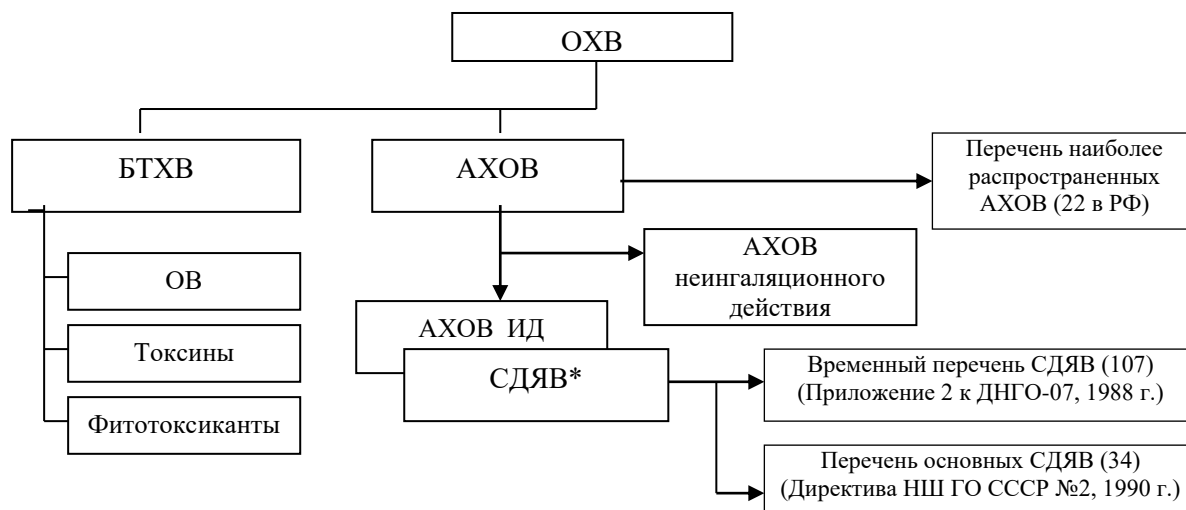 ОХВ
БТХВ
АХОВ
Перечень наиболее
распространенных
АХОВ (22 в РФ)
АХОВ
неингаляционного
действия
ОВ
Токсины
Фитотоксиканты
АХОВ ИД
СДЯВ*
Временный перечень СДЯВ (107)
(Приложение 2 к ДНГО-07, 1988 г.)
Перечень основных СДЯВ (34)
(Директива НШ ГО СССР №2, 1990 г.)